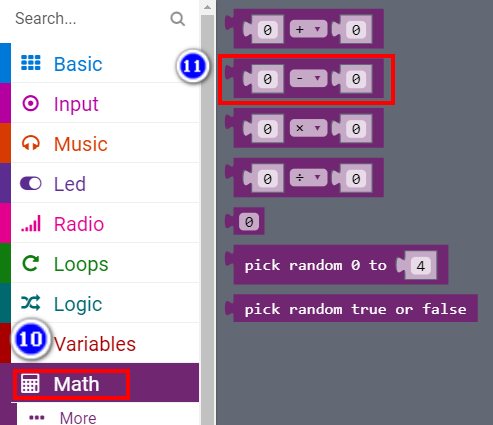 Search...
Basic
Input
Music
Led
Radio
Loops
Logic
10
Variables
Math
More
11
0 + 0
0 - 0
0 × 0
0 ÷ 0
0
pick random 0 to 4
pick random true or false